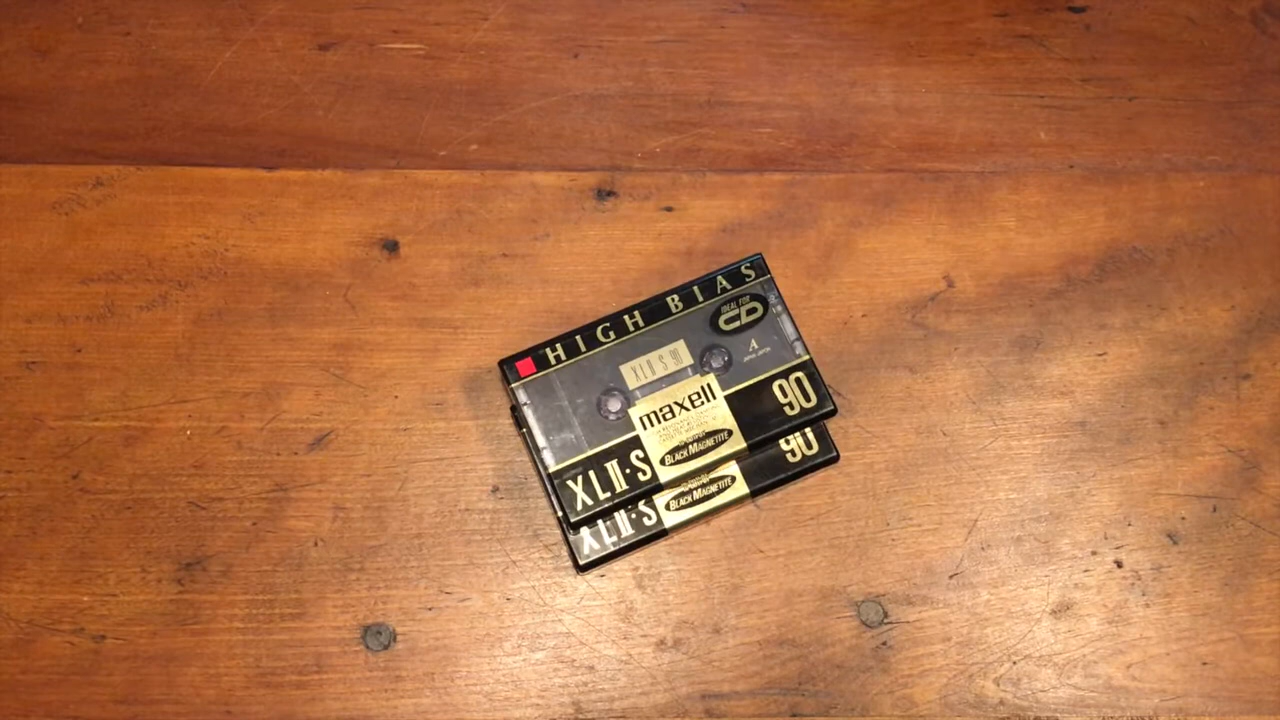 HIGH BIAS
IDEAL FOR
CD
XLII·S 90
A
maxell
BLACK MAGNETITE
XLII·S
90
BLACK MAGNETITE
XLII·S
90